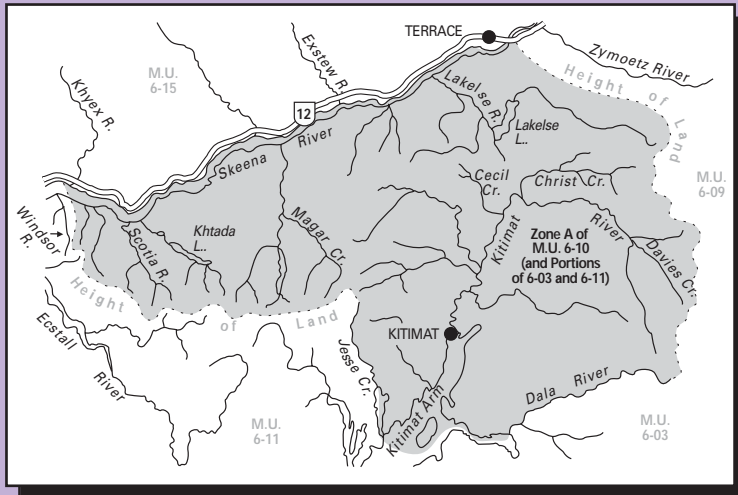 TERRACE
Zymoetz River
Exstew R.
M.U.
6-15
Khyex R.
Height of Land
Lakelse R.
12
Lakelse
L..
Skeena River
M.U.
6-09
Cecil
Cr.
Christ Cr.
Windsor
R.
Scotia R.
Khtada
L..
Magar Cr.
Kitimat River
Zone A of
M.U. 6-10
(and Portions
of 6-03 and 6-11)
Davies Cr.
Height of Land
Ecstall
River
Jesse Cr.
KITIMAT
Kitimat Arm
Dala River
M.U.
6-11
M.U.
6-03